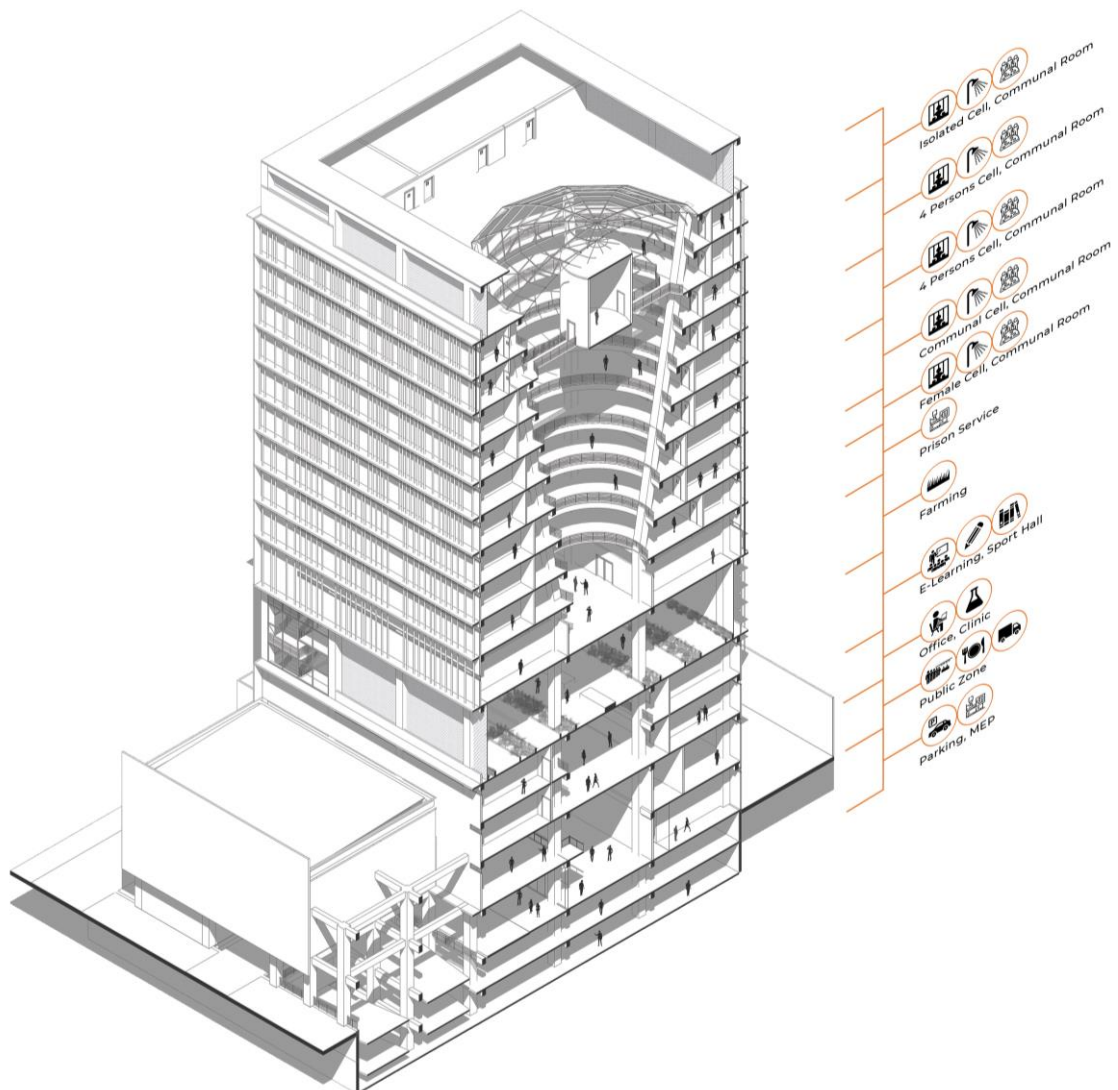 Isolated Cell, Communal Room
4 Persons Cell, Communal Room
4 Persons Cell, Communal Room
Communal Cell, Communal Room
Female Cell, Communal Room
Prison Service
Farming
E-Learning, Sport Hall
Office, Clinic
Public Zone
P
Parking, MEP